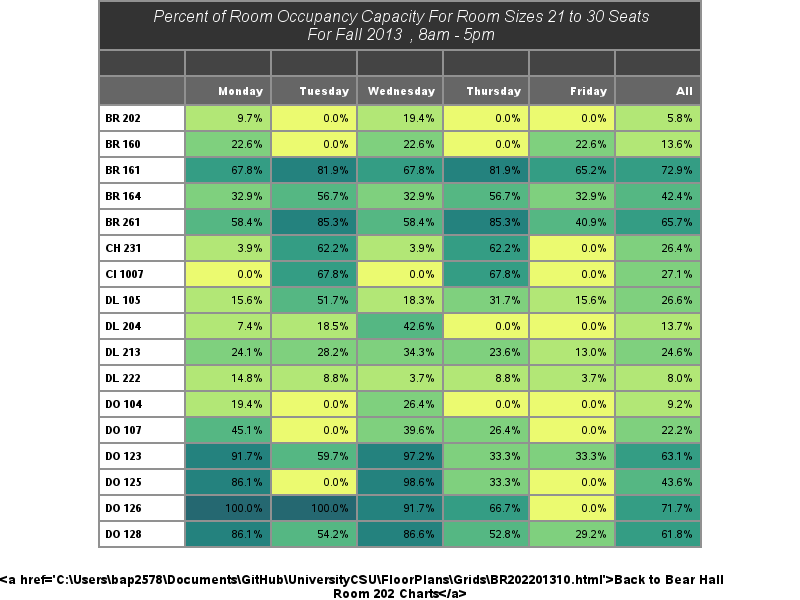 Percent of Room Occupancy Capacity For Room Sizes 21 to 30 Seats
For Fall 2013 , 8am - 5pm
Monday Tuesday Wednesday Thursday Friday All
BR 202 9.7% 0.0% 19.4% 0.0% 0.0% 5.8%
BR 160 22.6% 0.0% 22.6% 0.0% 22.6% 13.6%
BR 161 67.8% 81.9% 67.8% 81.9% 65.2% 72.9%
BR 164 32.9% 56.7% 32.9% 56.7% 32.9% 42.4%
BR 261 58.4% 85.3% 58.4% 85.3% 40.9% 65.7%
CH 231 3.9% 62.2% 3.9% 62.2% 0.0% 26.4%
CI 1007 0.0% 67.8% 0.0% 67.8% 0.0% 27.1%
DL 105 15.6% 51.7% 18.3% 31.7% 15.6% 26.6%
DL 204 7.4% 18.5% 42.6% 0.0% 0.0% 13.7%
DL 213 24.1% 28.2% 34.3% 23.6% 13.0% 24.6%
DL 222 14.8% 8.8% 3.7% 8.8% 3.7% 8.0%
DO 104 19.4% 0.0% 26.4% 0.0% 0.0% 9.2%
DO 107 45.1% 0.0% 39.6% 26.4% 0.0% 22.2%
DO 123 91.7% 59.7% 97.2% 33.3% 33.3% 63.1%
DO 125 86.1% 0.0% 98.6% 33.3% 0.0% 43.6%
DO 126 100.0% 100.0% 91.7% 66.7% 0.0% 71.7%
DO 128 86.1% 54.2% 86.6% 52.8% 29.2% 61.8%
<a href='C:\Users\bap2578\Documents\GitHub\UniversityCSU\FloorPlans\Grids\BR202201310.html'>Back to Bear Hall
Room 202 Charts</a>